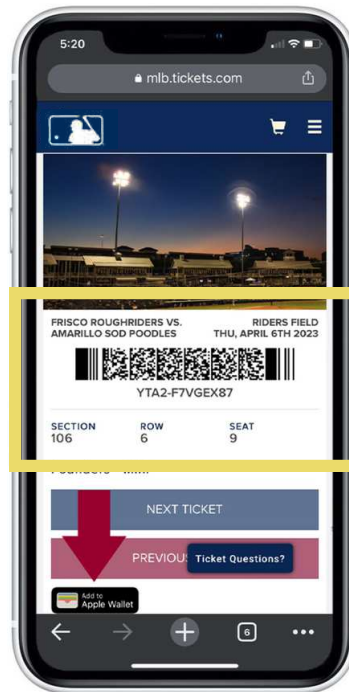 5:20
mlb.tickets.com
FRISCO ROUGHRIDERS VS.
AMARILLO SOD POODLES
RIDERS FIELD
THU, APRIL 6TH 2023
YTA2-F7VGEX87
SECTION
106
ROW
6
SEAT
9
NEXT TICKET
PREVIOU
Ticket Questions?
Add to
Apple Wallet
6